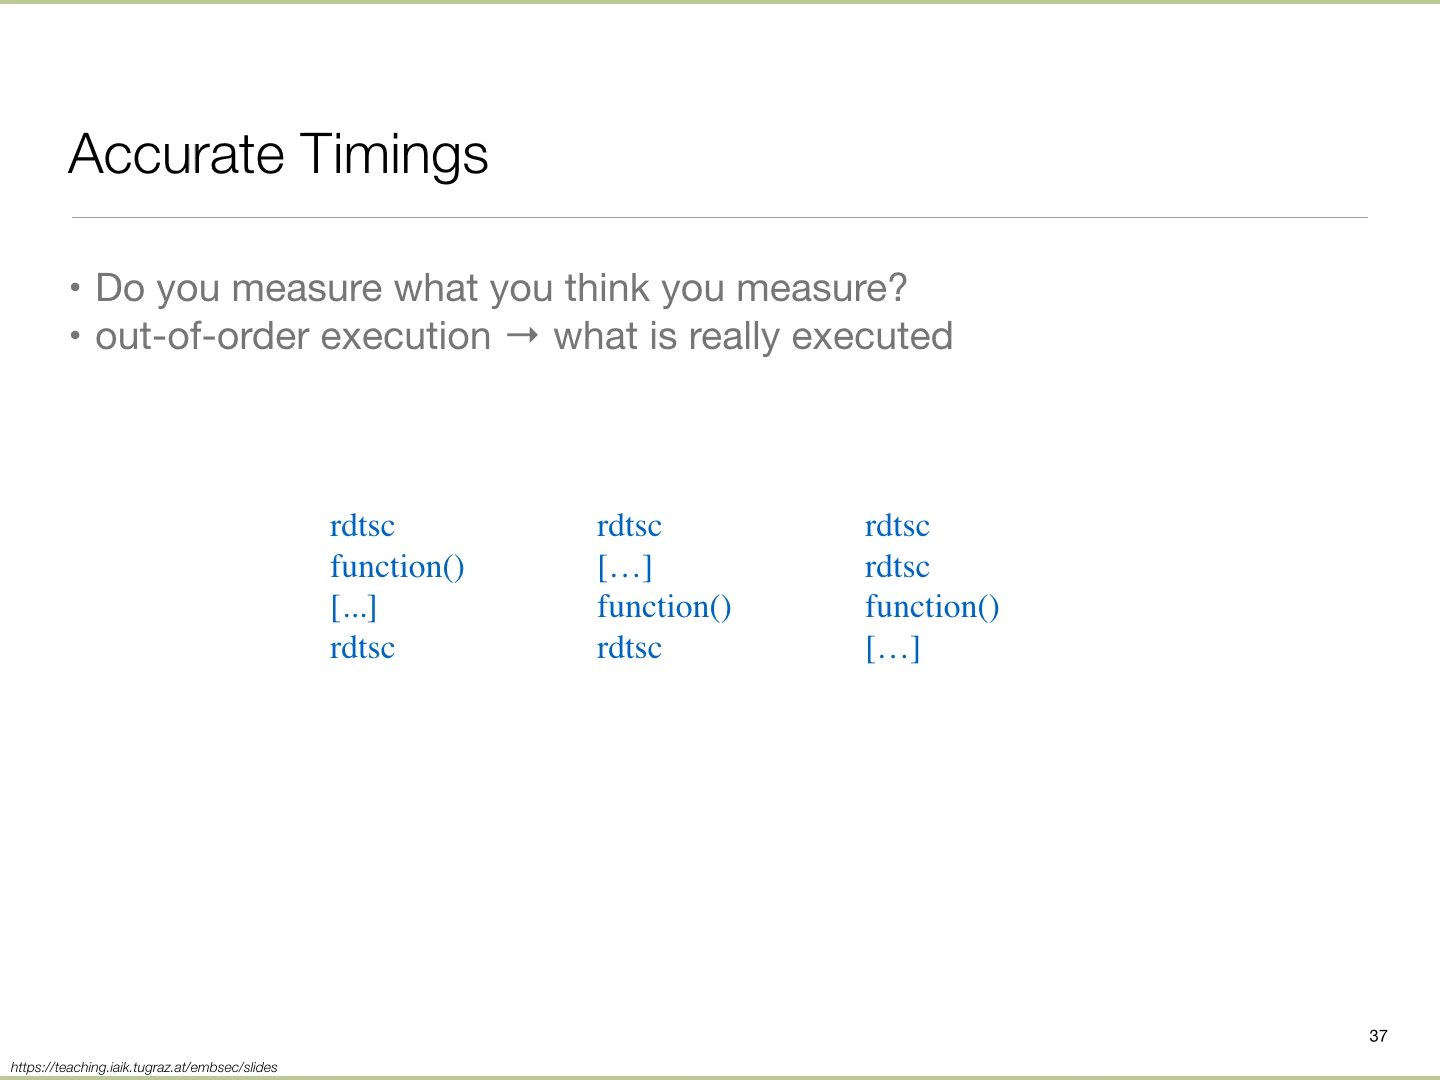 Accurate Timings
• Do you measure what you think you measure?
• out-of-order execution → what is really executed
rdtsc
function()
[...]
rdtsc
rdtsc
[…]
function()
rdtsc
rdtsc
rdtsc
function()
[…]
37
https://teaching.iaik.tugraz.at/embsec/slides